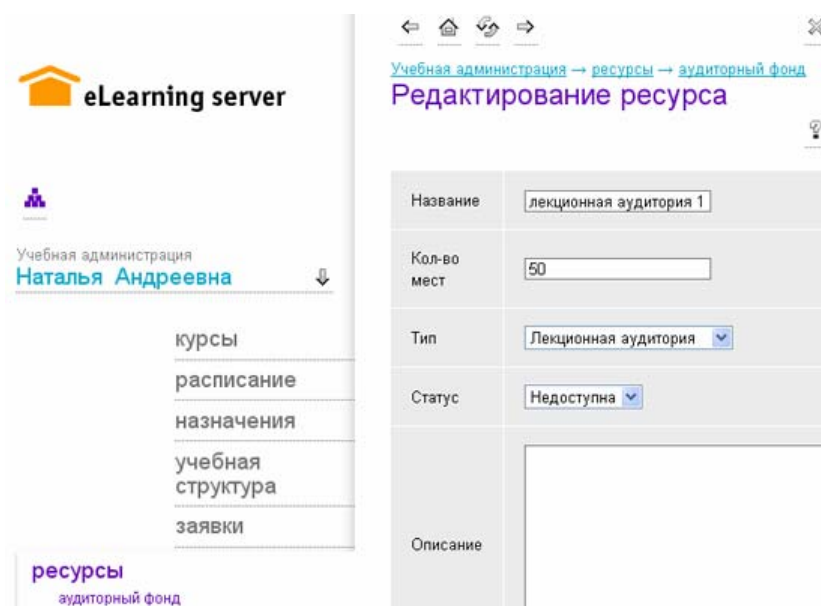 eLearning server
Учебная администрация
Наталья Андреевна
курсы
расписание
назначения
учебная
структура
заявки
ресурсы
аудиторный фонд
Учебная администрация → ресурсы → аудиторный фонд
Редактирование ресурса
Название
лекционная аудитория 1
Кол-во
мест
50
Тип
Лекционная аудитория
Статус
Недоступна
Описание